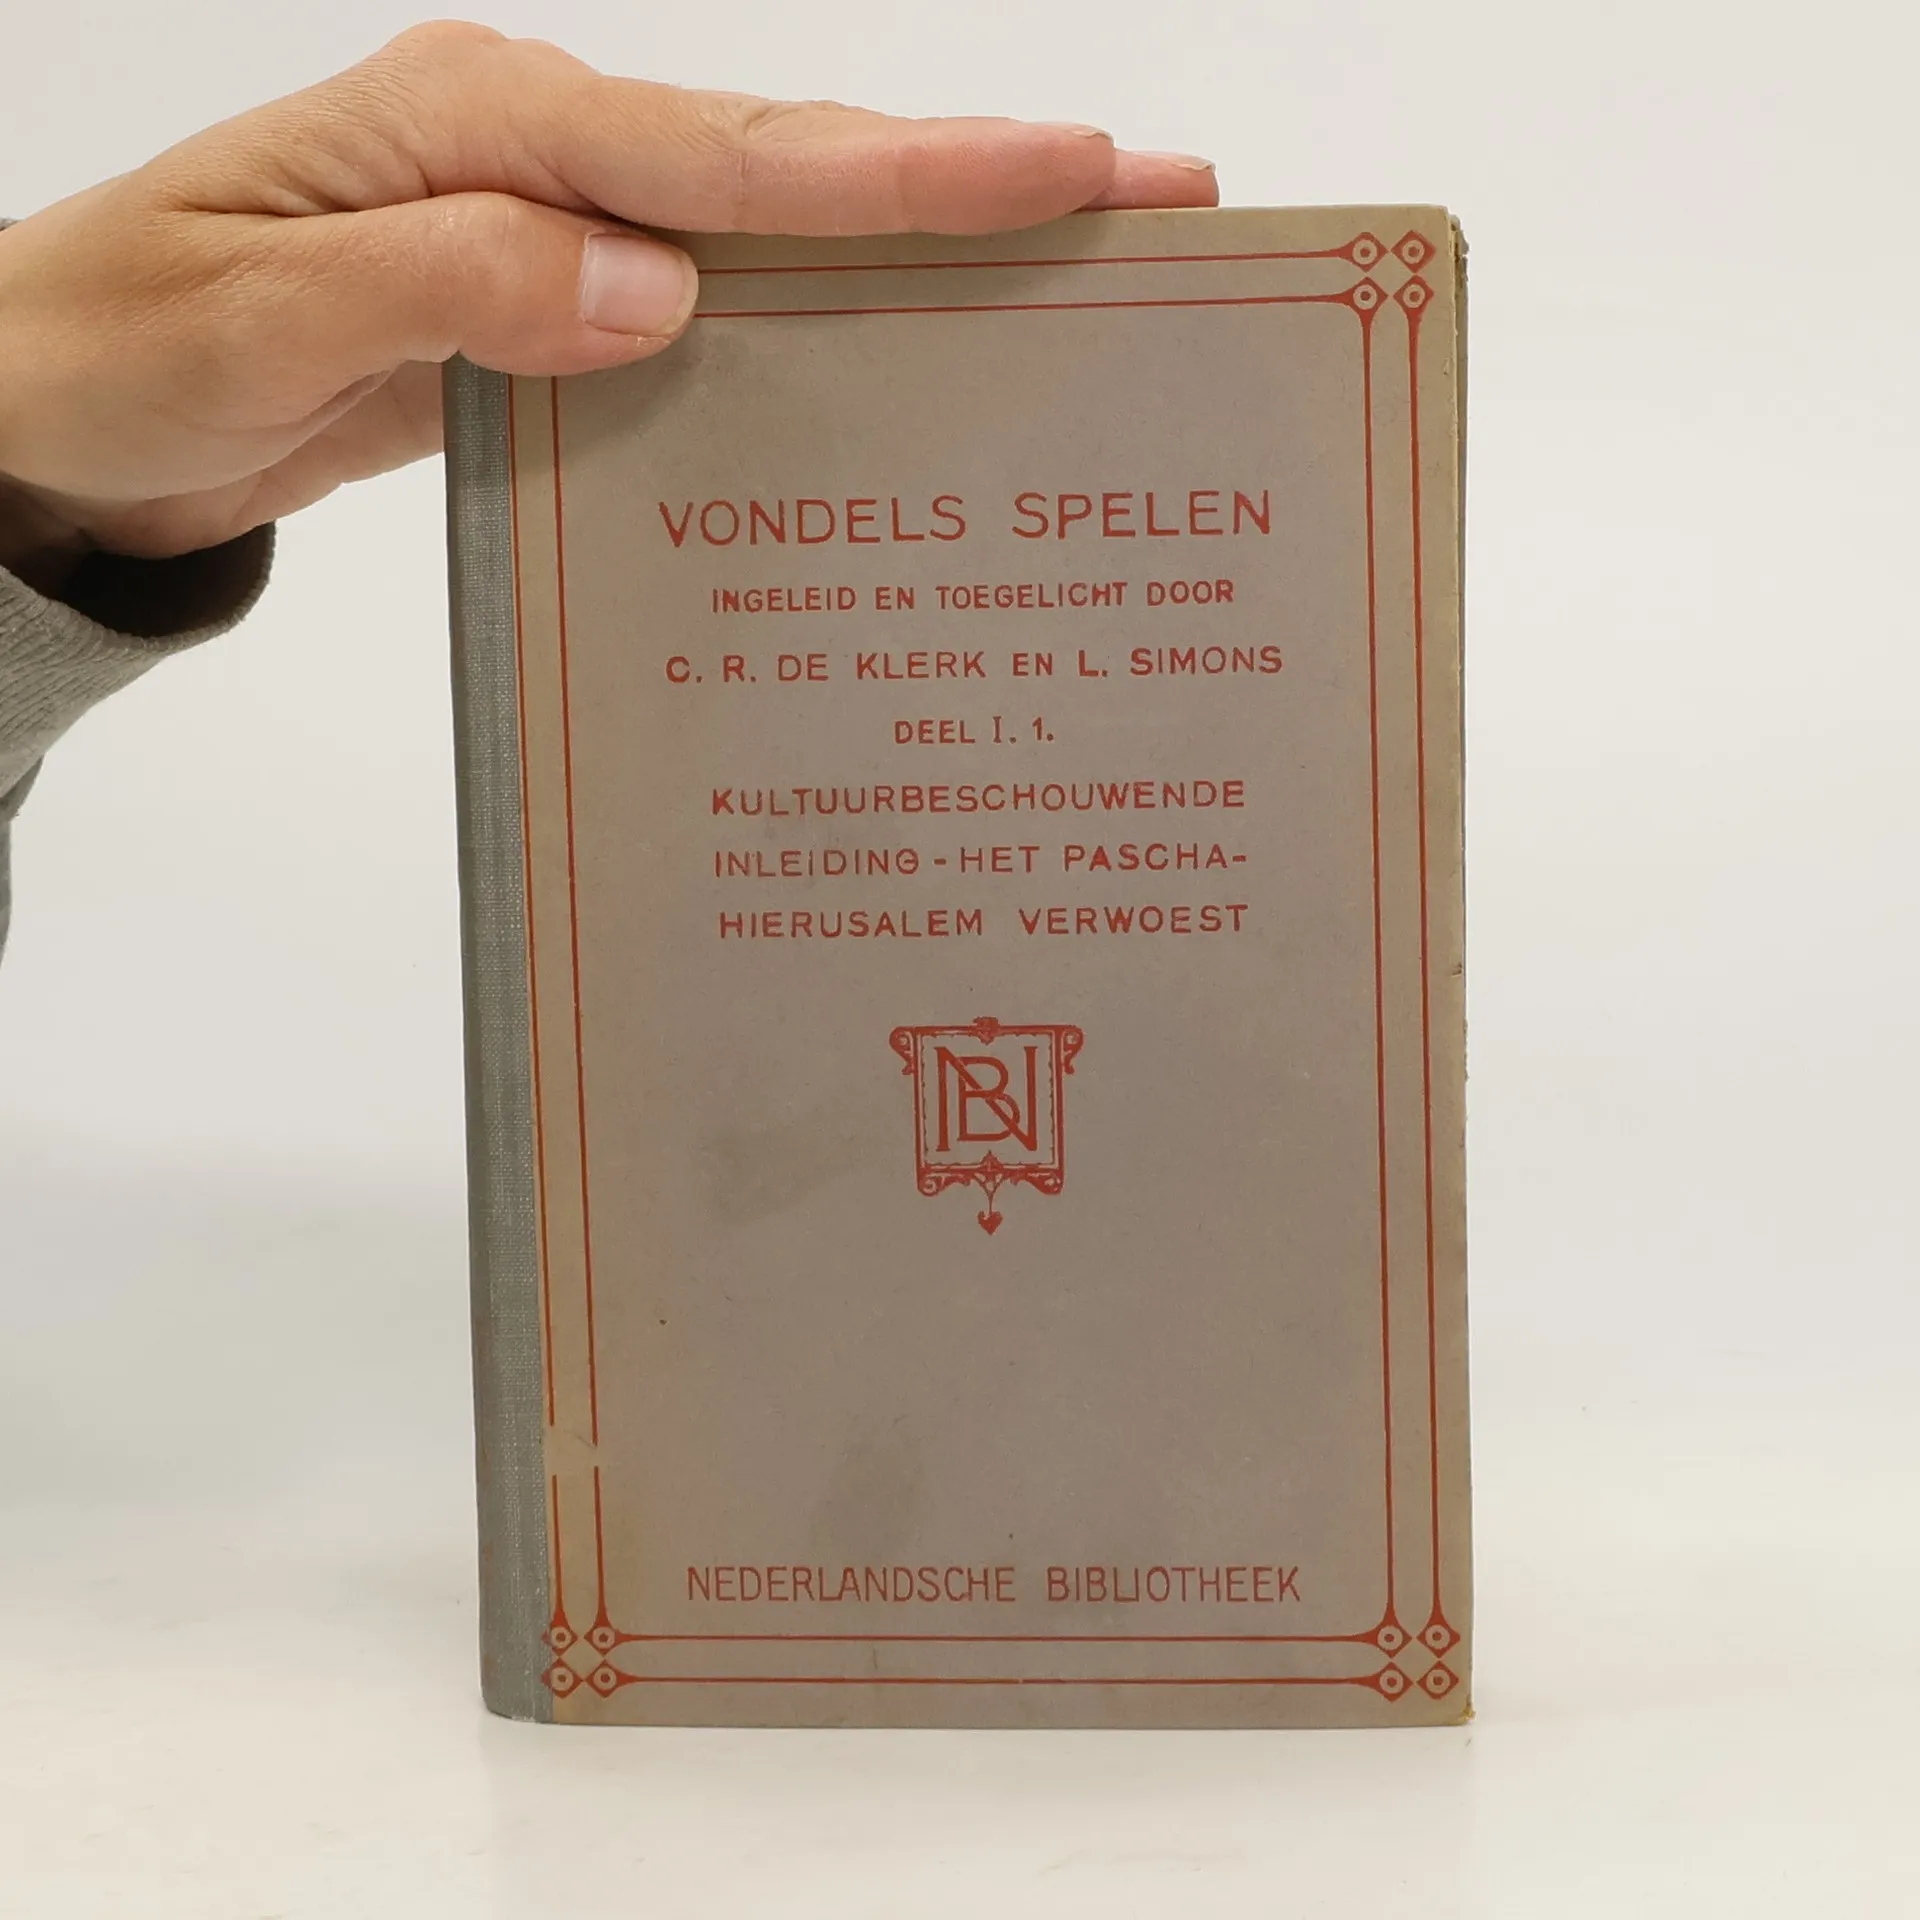 VONDELS SPELEN
INGELEID EN TOEGELICHT DOOR
C. R. DE KLERK EN L. SIMONS
DEEL I. 1.
KULTUURBESCHOUWENDE
INLEIDING - HET PASCHA-
HIERUSALEM VERWOEST
NB
NEDERLANDSCHE BIBLIOTHEEK